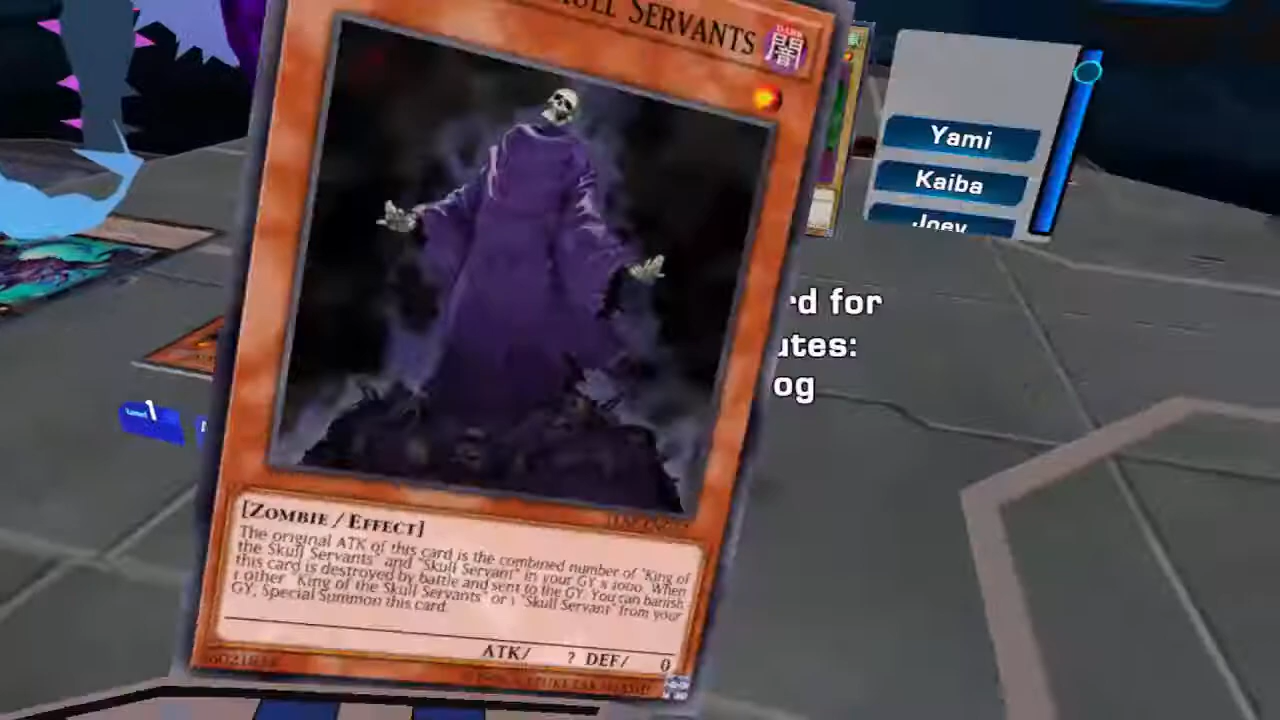 SKULL SERVANTS
DARK
闇
Yami
Kaiba
Joey
rd for
utes:
og
Level 1
[ZOMBIE / EFFECT]
The original ATK of this card is the combined number of "King of
the Skull Servants" and "Skull Servant" in your GY x 1000. When
this card is destroyed by battle and sent to the GY: You can banish
1 other "King of the Skull Servants" or 1 "Skull Servant" from your
GY; Special Summon this card.
ATK/ ? DEF/ 0